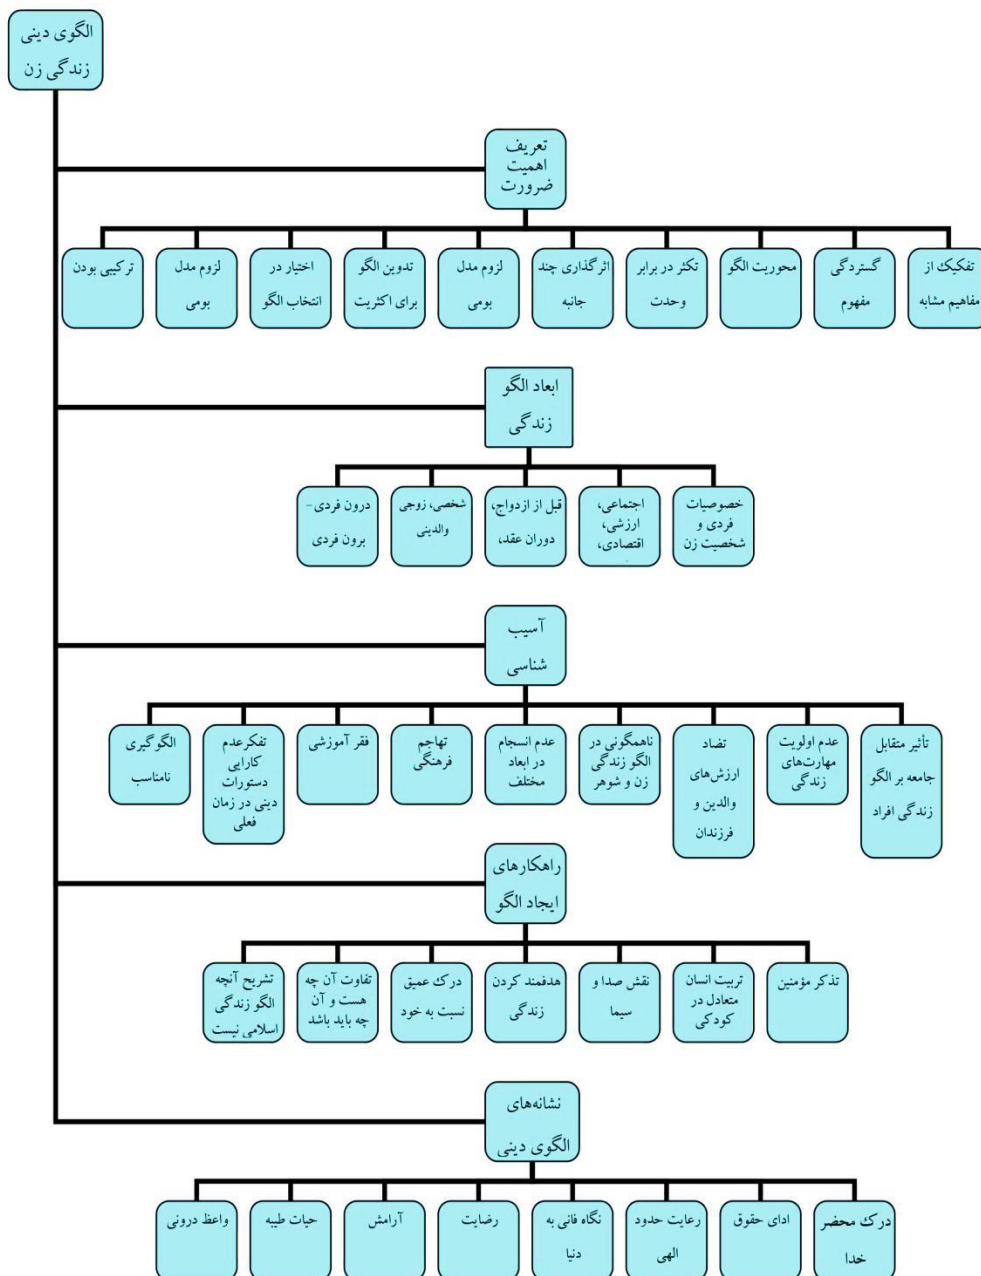 الگوی دینی
زندگی زن
تعریف
اهمیت
ضرورت
تفکیک از
مفاهیم مشابه
گستردگی
مفهوم
محوریت الگو
تکثر در برابر
وحدت
اثرگذاری چند
جانبه
لزوم مدل
بومی
تدوین الگو
برای اکثریت
اختیار در
انتخاب الگو
لزوم مدل
بومی
ترکیبی بودن
ابعاد الگو
زندگی
خصوصیات
فردی و
شخصیت زن
اجتماعی،
ارزشی،
اقتصادی،
قبل از ازدواج،
دوران عقد،
شخصی، زوجی
والدینی
درون فردی –
برون فردی
آسیب
شناسی
تأثیر متقابل
جامعه بر الگو
زندگی افراد
عدم اولویت
مهارت‌های
زندگی
تضاد
ارزش‌های
والدین و
فرزندان
ناهمگونی در
الگو زندگی
زن و شوهر
عدم انسجام
در ابعاد
مختلف
تهاجم
فرهنگی
فقر آموزشی
تفکرعدم
کارایی
دستورات
دینی در زمان
فعلی
الگوگیری
نامناسب
راهکارهای
ایجاد الگو
تذکر مؤمنین
تربیت انسان
متعادل در
کودکی
نقش صدا و
سیما
هدفمند کردن
زندگی
درک عمیق
نسبت به خود
تفاوت آن چه
هست و آن
چه باید باشد
تشریح آنچه
الگو زندگی
اسلامی نیست
نشانه‌های
الگوی دینی
درک محضر
خدا
ادای حقوق
رعایت حدود
الهی
نگاه فانی به
دنیا
رضایت
آرامش
حیات طیبه
واعظ درونی